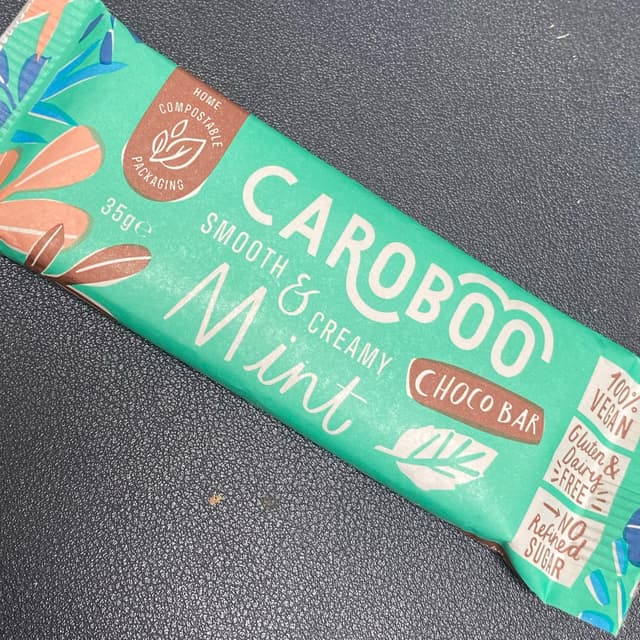 HOME
COMPOSTABLE
PACKAGING
35g℮
CAROBOO
SMOOTH
& CREAMY
Mint
CHOCO BAR
100%
VEGAN
Gluten &
Dairy
FREE
NO
Refined
SUGAR